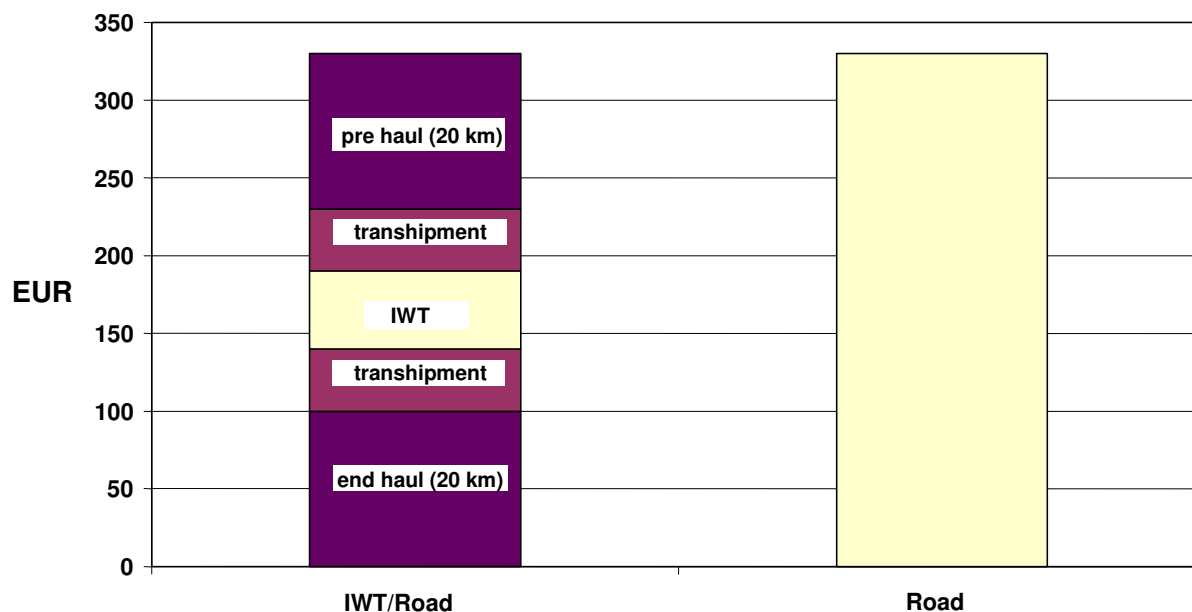 350
300
250
200
150
100
50
0
EUR
pre haul (20 km)
transhipment
IWT
transhipment
end haul (20 km)
IWT/Road
Road